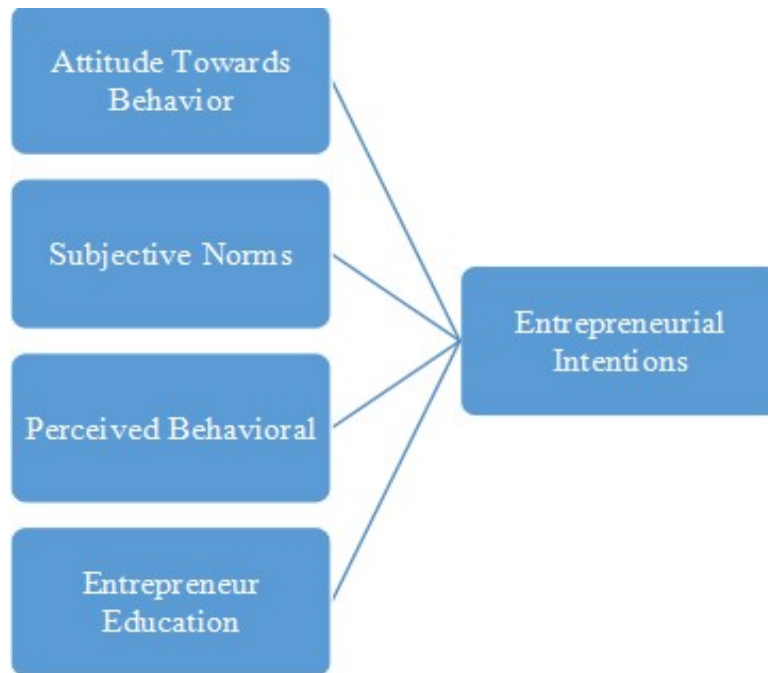 Attitude Towards
Behavior
Subjective Norms
Perceived Behavioral
Entrepreneur
Education
Entrepreneurial
Intentions